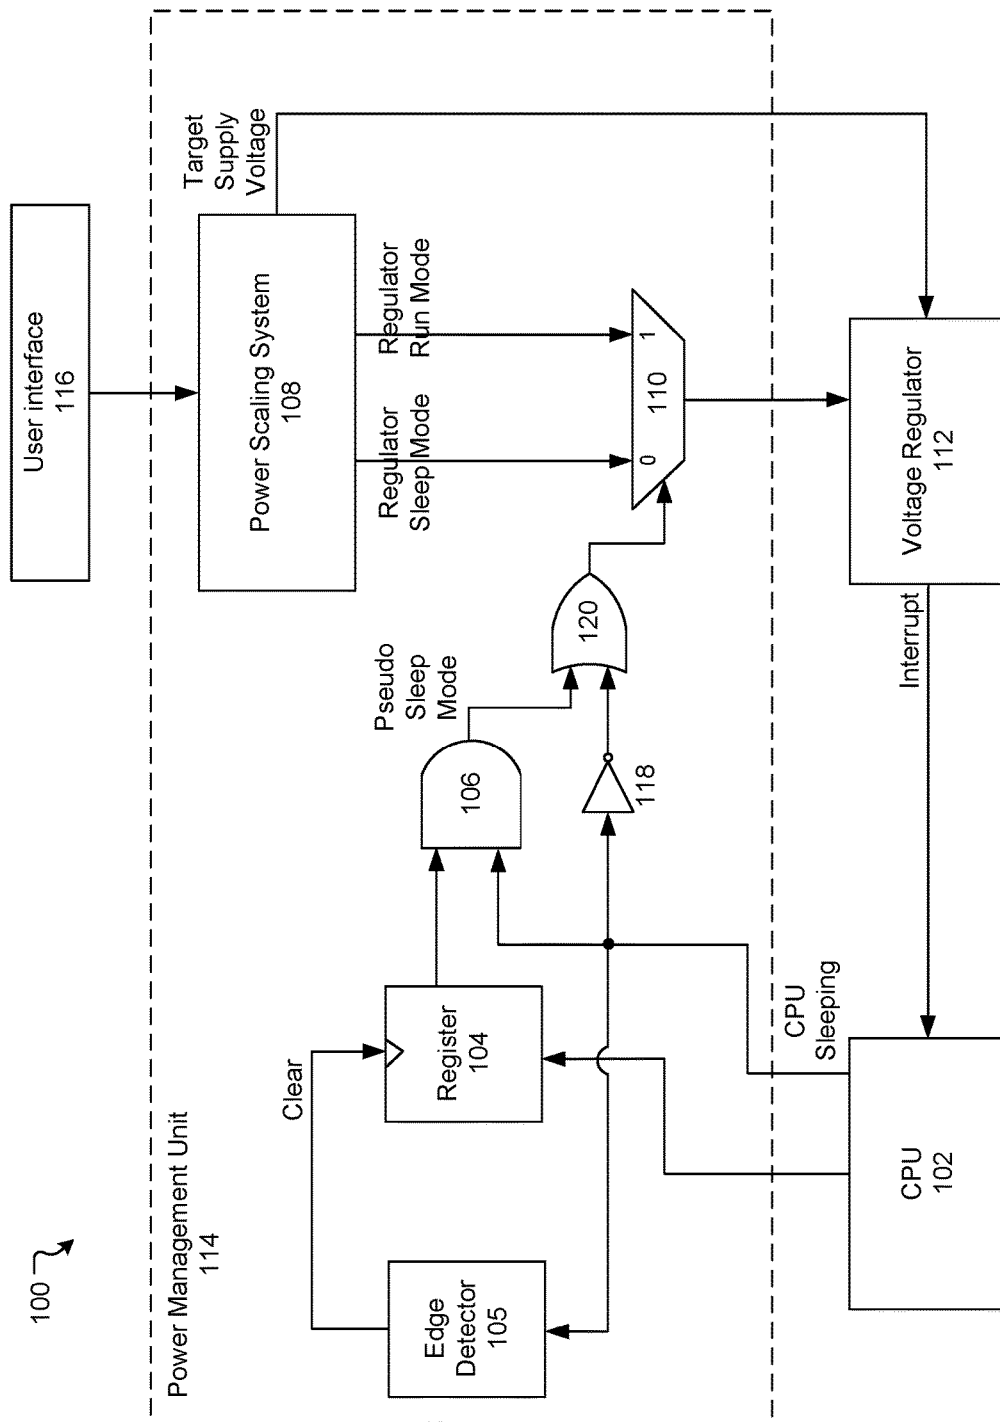 100
Power Management Unit
114
User interface
116
Power Scaling System
108
Target
Supply
Voltage
Regulator
Sleep Mode
Regulator
Run Mode
0
1
110
Clear
Edge
Detector
105
Register
104
106
Pseudo
Sleep
Mode
118
120
CPU
Sleeping
CPU
102
Interrupt
Voltage Regulator
112